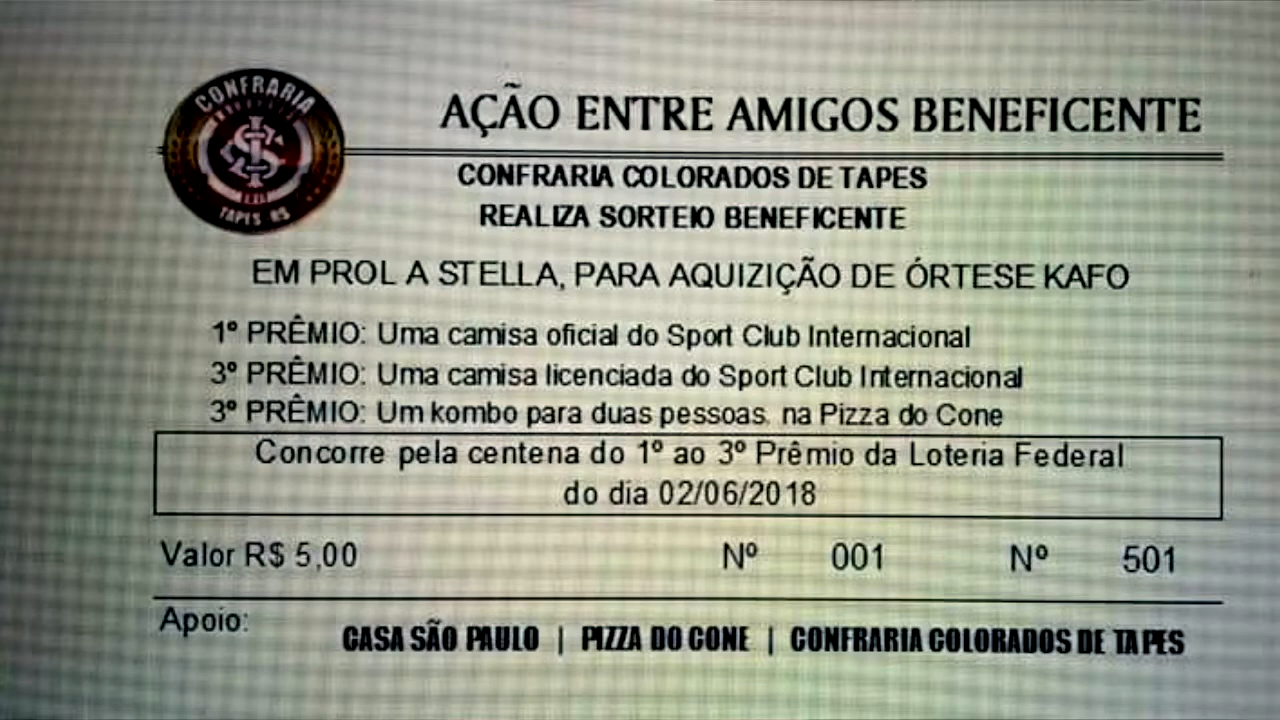 CONFRARIA
TAPES RS
AÇÃO ENTRE AMIGOS BENEFICENTE
CONFRARIA COLORADOS DE TAPES
REALIZA SORTEIO BENEFICENTE
EM PROL A STELLA, PARA AQUIZIÇÃO DE ÓRTESE KAFO
1º PRÊMIO: Uma camisa oficial do Sport Club Internacional
3º PRÊMIO: Uma camisa licenciada do Sport Club Internacional
3º PRÊMIO: Um kombo para duas pessoas, na Pizza do Cone
Concorre pela centena do 1º ao 3º Prêmio da Loteria Federal
do dia 02/06/2018
Valor R$ 5,00 Nº 001 Nº 501
Apoio:
CASA SÃO PAULO | PIZZA DO CONE | CONFRARIA COLORADOS DE TAPES